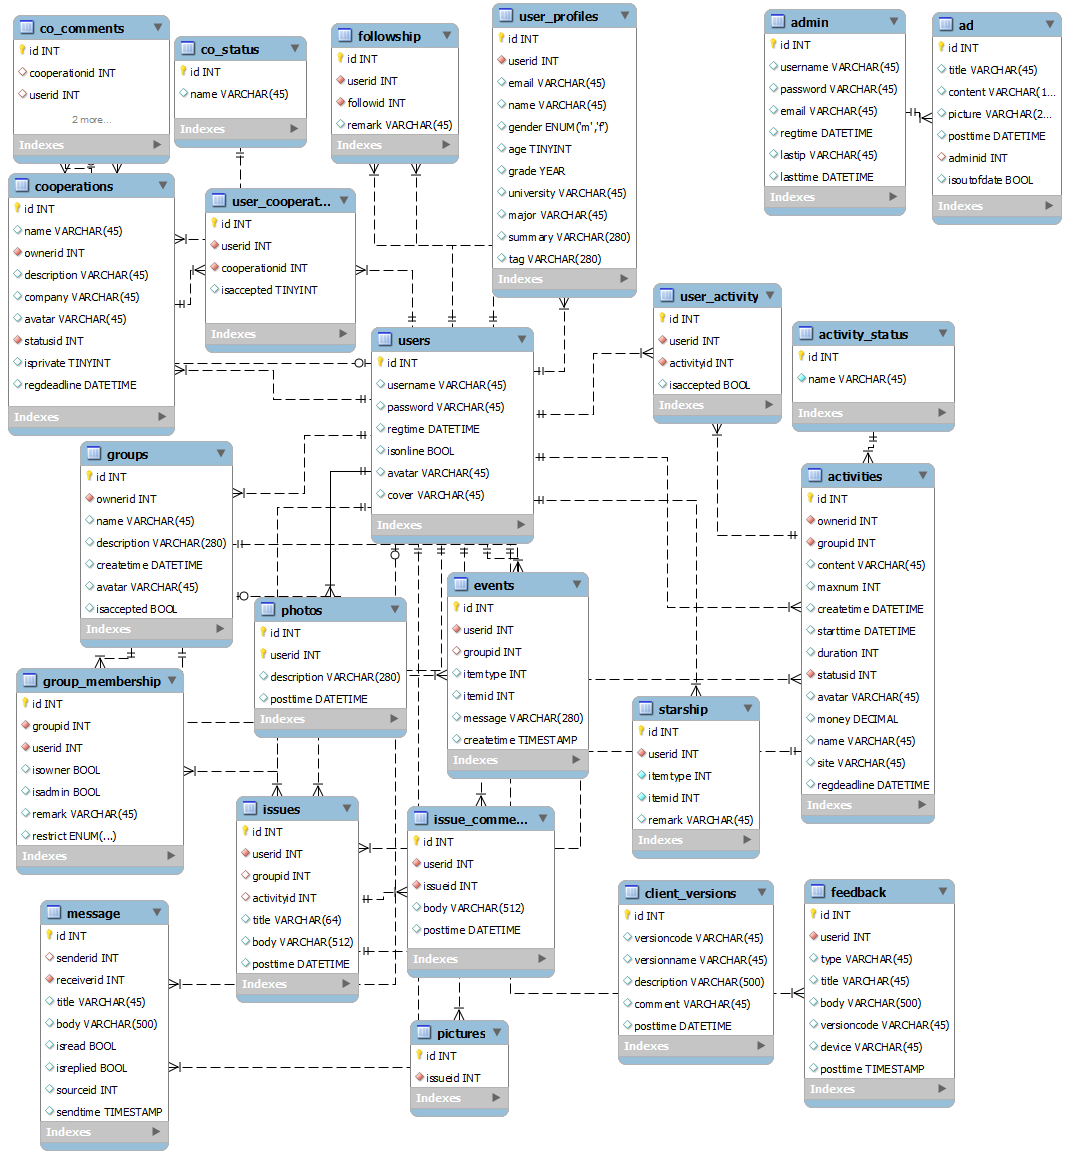 co_comments
id INT
cooperationid INT
userid INT
2 more...
Indexes
co_status
id INT
name VARCHAR(45)
Indexes
followship
id INT
userid INT
followid INT
remark VARCHAR(45)
Indexes
user_profiles
id INT
userid INT
email VARCHAR(45)
name VARCHAR(45)
gender ENUM('m','f')
age TINYINT
grade YEAR
university VARCHAR(45)
major VARCHAR(45)
summary VARCHAR(280)
tag VARCHAR(280)
Indexes
admin
id INT
username VARCHAR(45)
password VARCHAR(45)
email VARCHAR(45)
regtime DATETIME
lastip VARCHAR(45)
lasttime DATETIME
Indexes
ad
id INT
title VARCHAR(45)
content VARCHAR(1...
picture VARCHAR(2...
posttime DATETIME
adminid INT
isoutofdate BOOL
Indexes
cooperations
id INT
name VARCHAR(45)
ownerid INT
description VARCHAR(45)
company VARCHAR(45)
avatar VARCHAR(45)
statusid INT
isprivate TINYINT
regdeadline DATETIME
Indexes
user_cooperat...
id INT
userid INT
cooperationid INT
isaccepted TINYINT
Indexes
users
id INT
username VARCHAR(45)
password VARCHAR(45)
regtime DATETIME
isonline BOOL
avatar VARCHAR(45)
cover VARCHAR(45)
Indexes
user_activity
id INT
userid INT
activityid INT
isaccepted BOOL
Indexes
activity_status
id INT
name VARCHAR(45)
Indexes
groups
id INT
ownerid INT
name VARCHAR(45)
description VARCHAR(280)
createtime DATETIME
avatar VARCHAR(45)
isaccepted BOOL
Indexes
activities
id INT
ownerid INT
groupid INT
content VARCHAR(45)
maxnum INT
createtime DATETIME
starttime DATETIME
duration INT
statusid INT
avatar VARCHAR(45)
money DECIMAL
name VARCHAR(45)
site VARCHAR(45)
regdeadline DATETIME
Indexes
photos
id INT
userid INT
description VARCHAR(280)
posttime DATETIME
Indexes
events
id INT
userid INT
groupid INT
itemtype INT
itemid INT
message VARCHAR(280)
createtime TIMESTAMP
Indexes
group_membership
id INT
groupid INT
userid INT
isowner BOOL
isadmin BOOL
remark VARCHAR(45)
restrict ENUM(...)
Indexes
starship
id INT
userid INT
itemtype INT
itemid INT
remark VARCHAR(45)
Indexes
issues
id INT
userid INT
groupid INT
activityid INT
title VARCHAR(64)
body VARCHAR(512)
posttime DATETIME
Indexes
issue_comme...
id INT
userid INT
issueid INT
body VARCHAR(512)
posttime DATETIME
Indexes
message
id INT
senderid INT
receiverid INT
title VARCHAR(45)
body VARCHAR(500)
isread BOOL
isreplied BOOL
sourceid INT
sendtime TIMESTAMP
Indexes
pictures
id INT
issueid INT
Indexes
client_versions
id INT
versioncode VARCHAR(45)
versionname VARCHAR(45)
description VARCHAR(500)
comment VARCHAR(45)
posttime DATETIME
Indexes
feedback
id INT
userid INT
type VARCHAR(45)
title VARCHAR(45)
body VARCHAR(500)
versioncode VARCHAR(45)
device VARCHAR(45)
posttime TIMESTAMP
Indexes